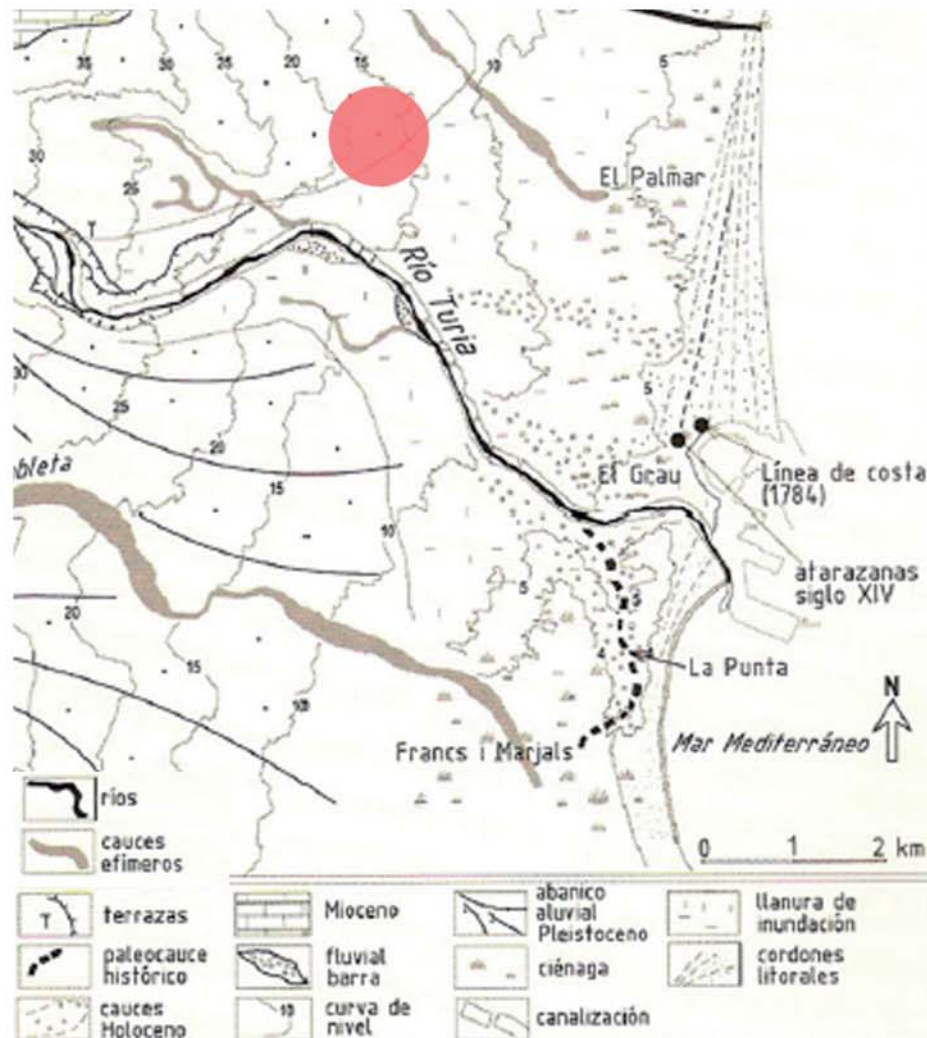 35
25
20
15
10
5
5
30
25
T
El Palmar
Río Turia
5
30
25
20
15
10
bleta
El Grau
Línea de costa
(1784)
atarazanas
siglo XIV
5
20
15
10
La Punta
N
Francs i Marjals
Mar Mediterráneo
0 1 2 km
ríos
cauces
efímeros
T
terrazas
Mioceno
abanico
aluvial
Pleistoceno
llanura de
inundación
paleocauce
histórico
fluvial
barra
ciénaga
cordones
litorales
cauces
Holoceno
10
curva de
nivel
canalización